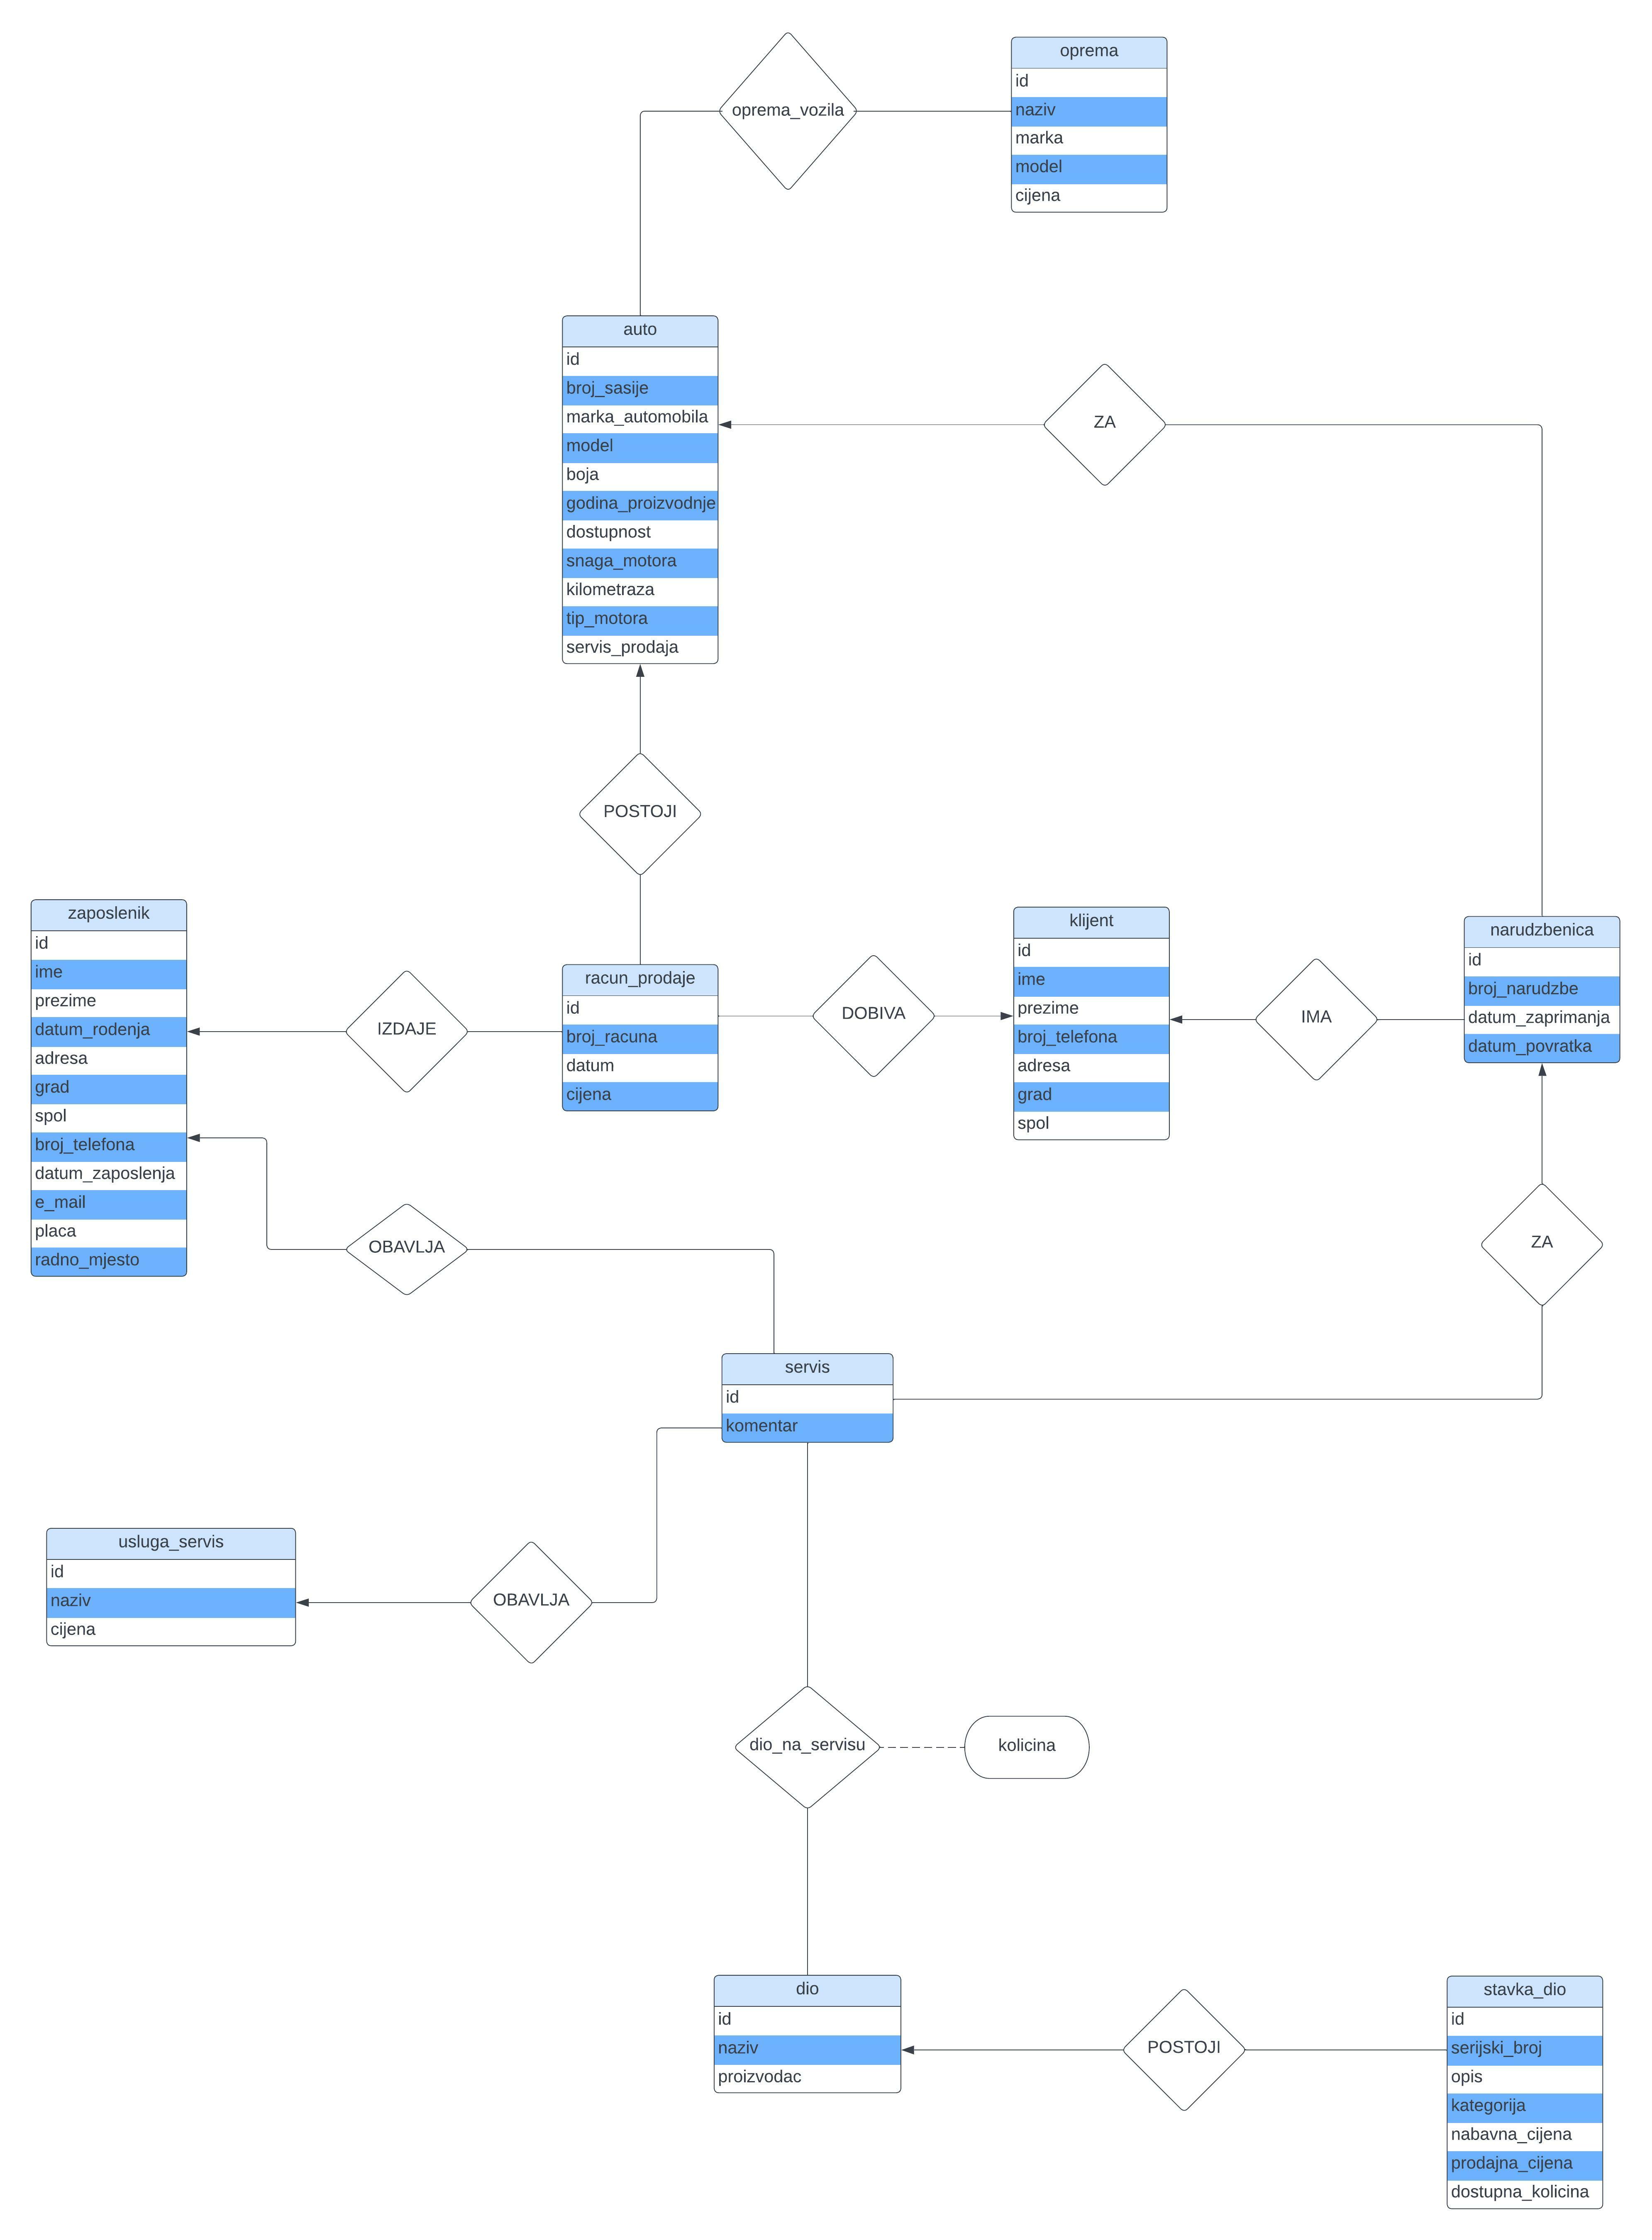 oprema_vozila
oprema
id
naziv
marka
model
cijena
auto
id
broj_sasije
marka_automobila
model
boja
godina_proizvodnje
dostupnost
snaga_motora
kilometraza
tip_motora
servis_prodaja
ZA
POSTOJI
zaposlenik
id
ime
prezime
datum_rodenja
adresa
grad
spol
broj_telefona
datum_zaposlenja
e_mail
placa
radno_mjesto
IZDAJE
racun_prodaje
id
broj_racuna
datum
cijena
DOBIVA
klijent
id
ime
prezime
broj_telefona
adresa
grad
spol
IMA
narudzbenica
id
broj_narudzbe
datum_zaprimanja
datum_povratka
OBAVLJA
ZA
servis
id
komentar
usluga_servis
id
naziv
cijena
OBAVLJA
dio_na_servisu
kolicina
dio
id
naziv
proizvodac
POSTOJI
stavka_dio
id
serijski_broj
opis
kategorija
nabavna_cijena
prodajna_cijena
dostupna_kolicina